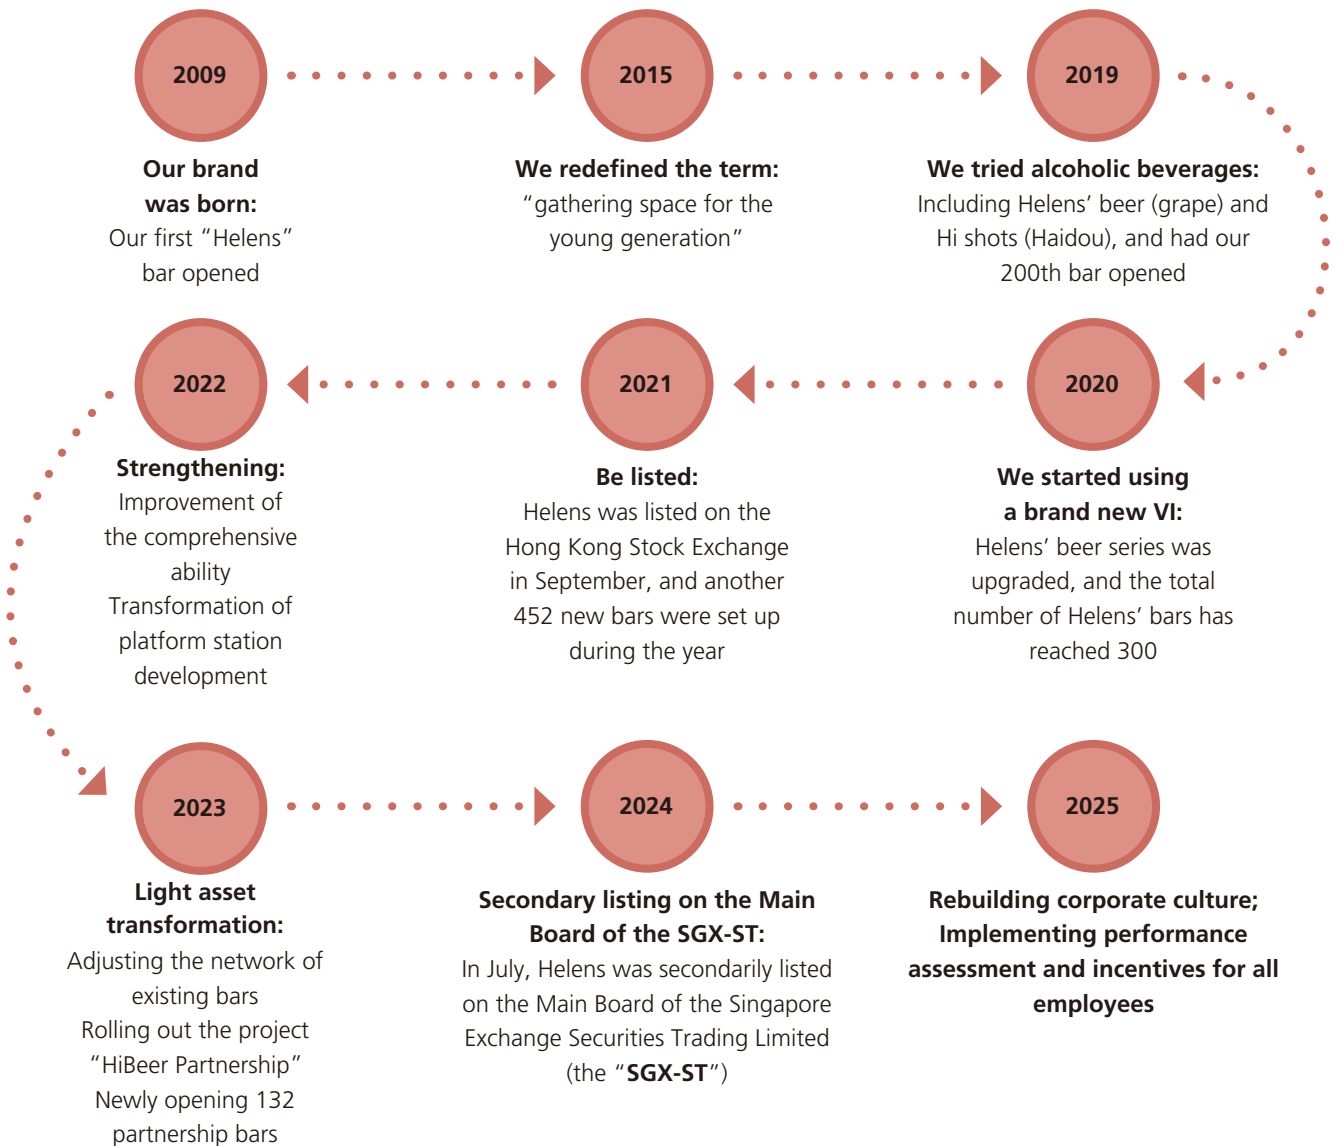 2009
Our brand
was born:
Our first “Helens”
bar opened
2015
We redefined the term:
“gathering space for the
young generation”
2019
We tried alcoholic beverages:
Including Helens’ beer (grape) and
Hi shots (Haidou), and had our
200th bar opened
2020
We started using
a brand new VI:
Helens’ beer series was
upgraded, and the total
number of Helens’ bars has
reached 300
2021
Be listed:
Helens was listed on the
Hong Kong Stock Exchange
in September, and another
452 new bars were set up
during the year
2022
Strengthening:
Improvement of
the comprehensive
ability
Transformation of
platform station
development
2023
Light asset
transformation:
Adjusting the network of
existing bars
Rolling out the project
“HiBeer Partnership”
Newly opening 132
partnership bars
2024
Secondary listing on the Main
Board of the SGX-ST:
In July, Helens was secondarily listed
on the Main Board of the Singapore
Exchange Securities Trading Limited
(the “SGX-ST”)
2025
Rebuilding corporate culture;
Implementing performance
assessment and incentives for all
employees